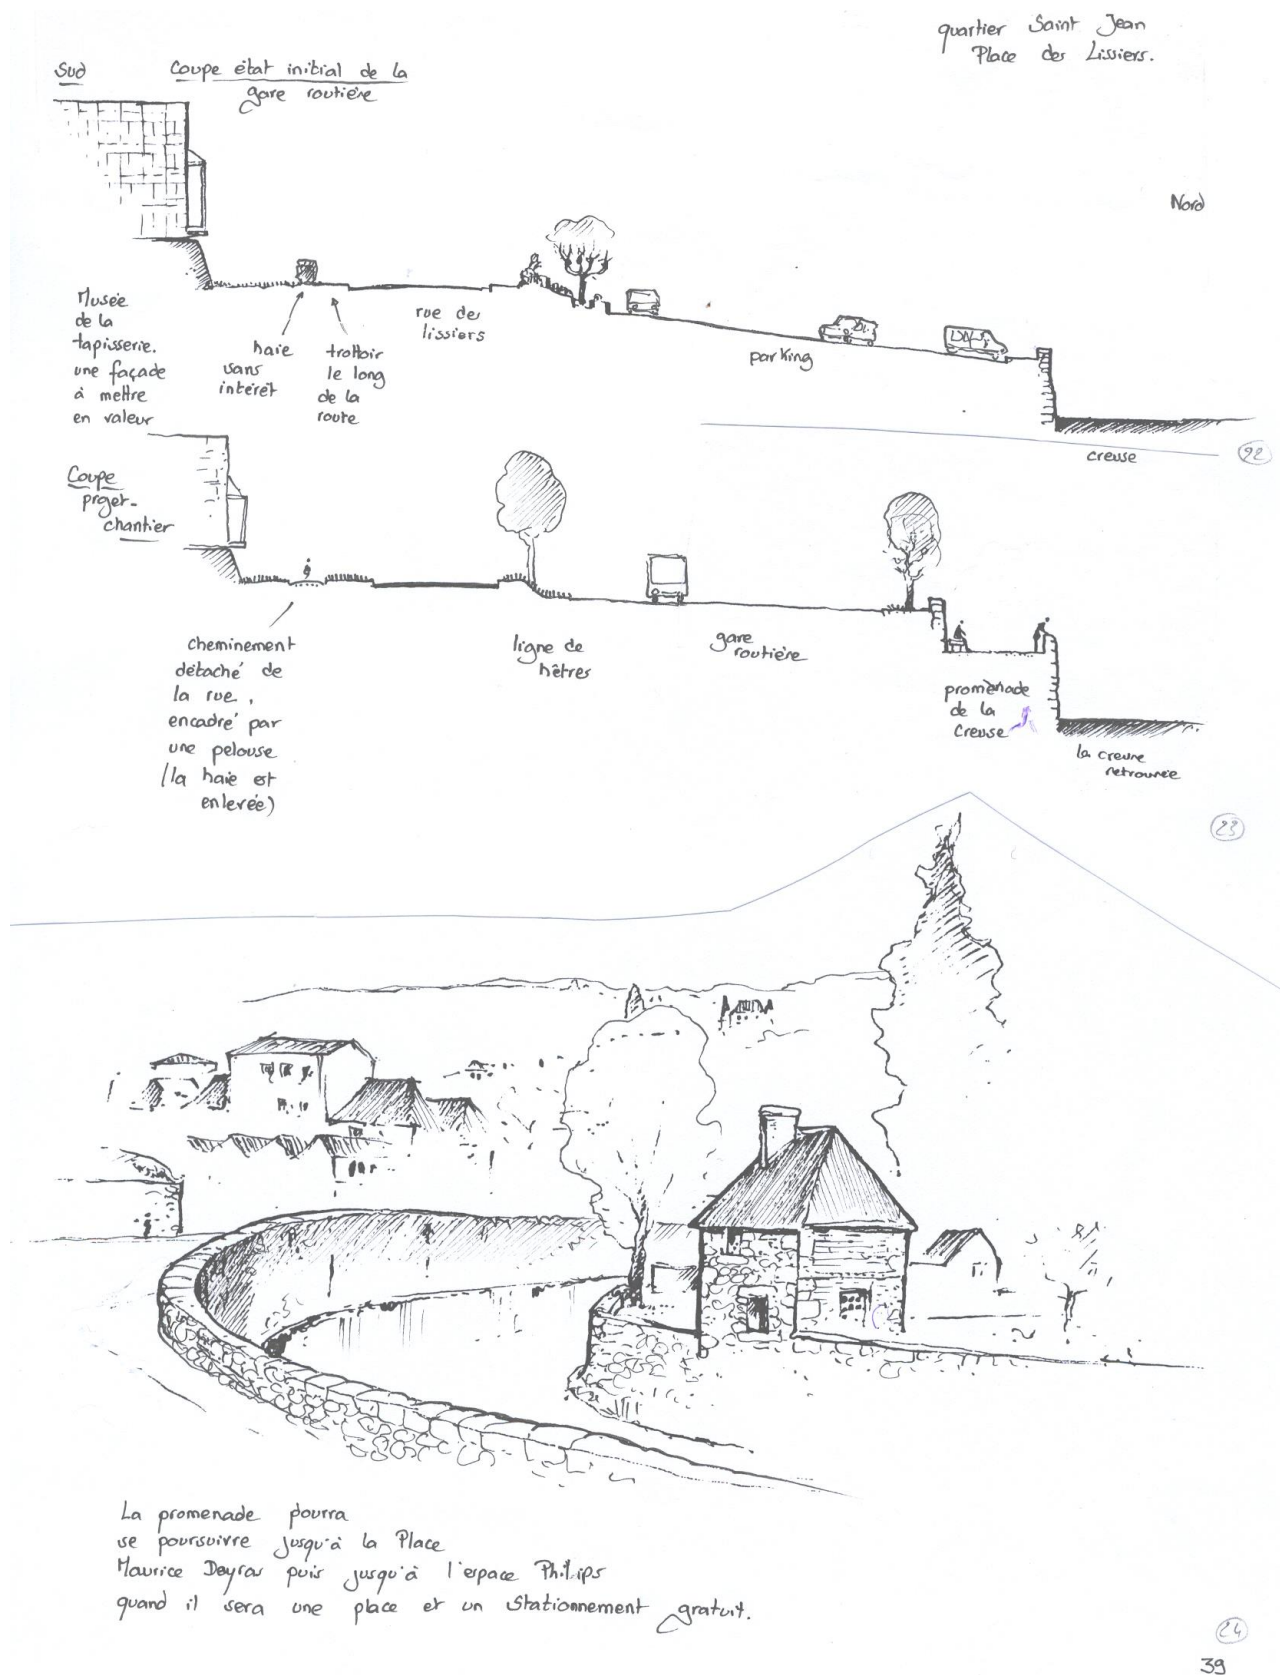 quartier Saint Jean
Place des Lissiers.
Sud
Coupe état initial de la
gare routière
Nord
Musée
de la
tapisserie.
une façade
à mettre
en valeur
haie
sans
intérêt
trottoir
le long
de la
route
rue des
lissiers
parking
creuse
22
Coupe
projet-
chantier
cheminement
détaché de
la rue,
encadré par
une pelouse
(la haie est
enlevée)
ligne de
hêtres
gare
routière
promenade
de la
Creuse
la creuse
retrouvée
23
La promenade pourra
se poursuivre jusqu'à la Place
Maurice Dayras puis jusqu'à l'espace Philips
quand il sera une place et un stationnement gratuit.
24
39